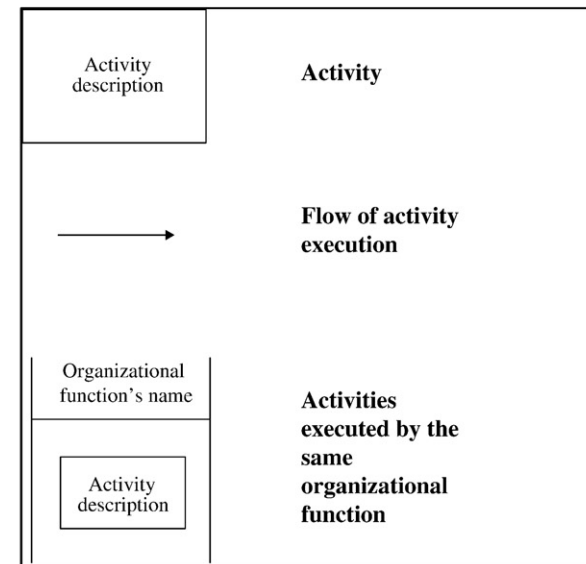 Activity
description
Activity
Flow of activity
execution
Organizational
function's name
Activities
executed by the
same
organizational
function
Activity
description